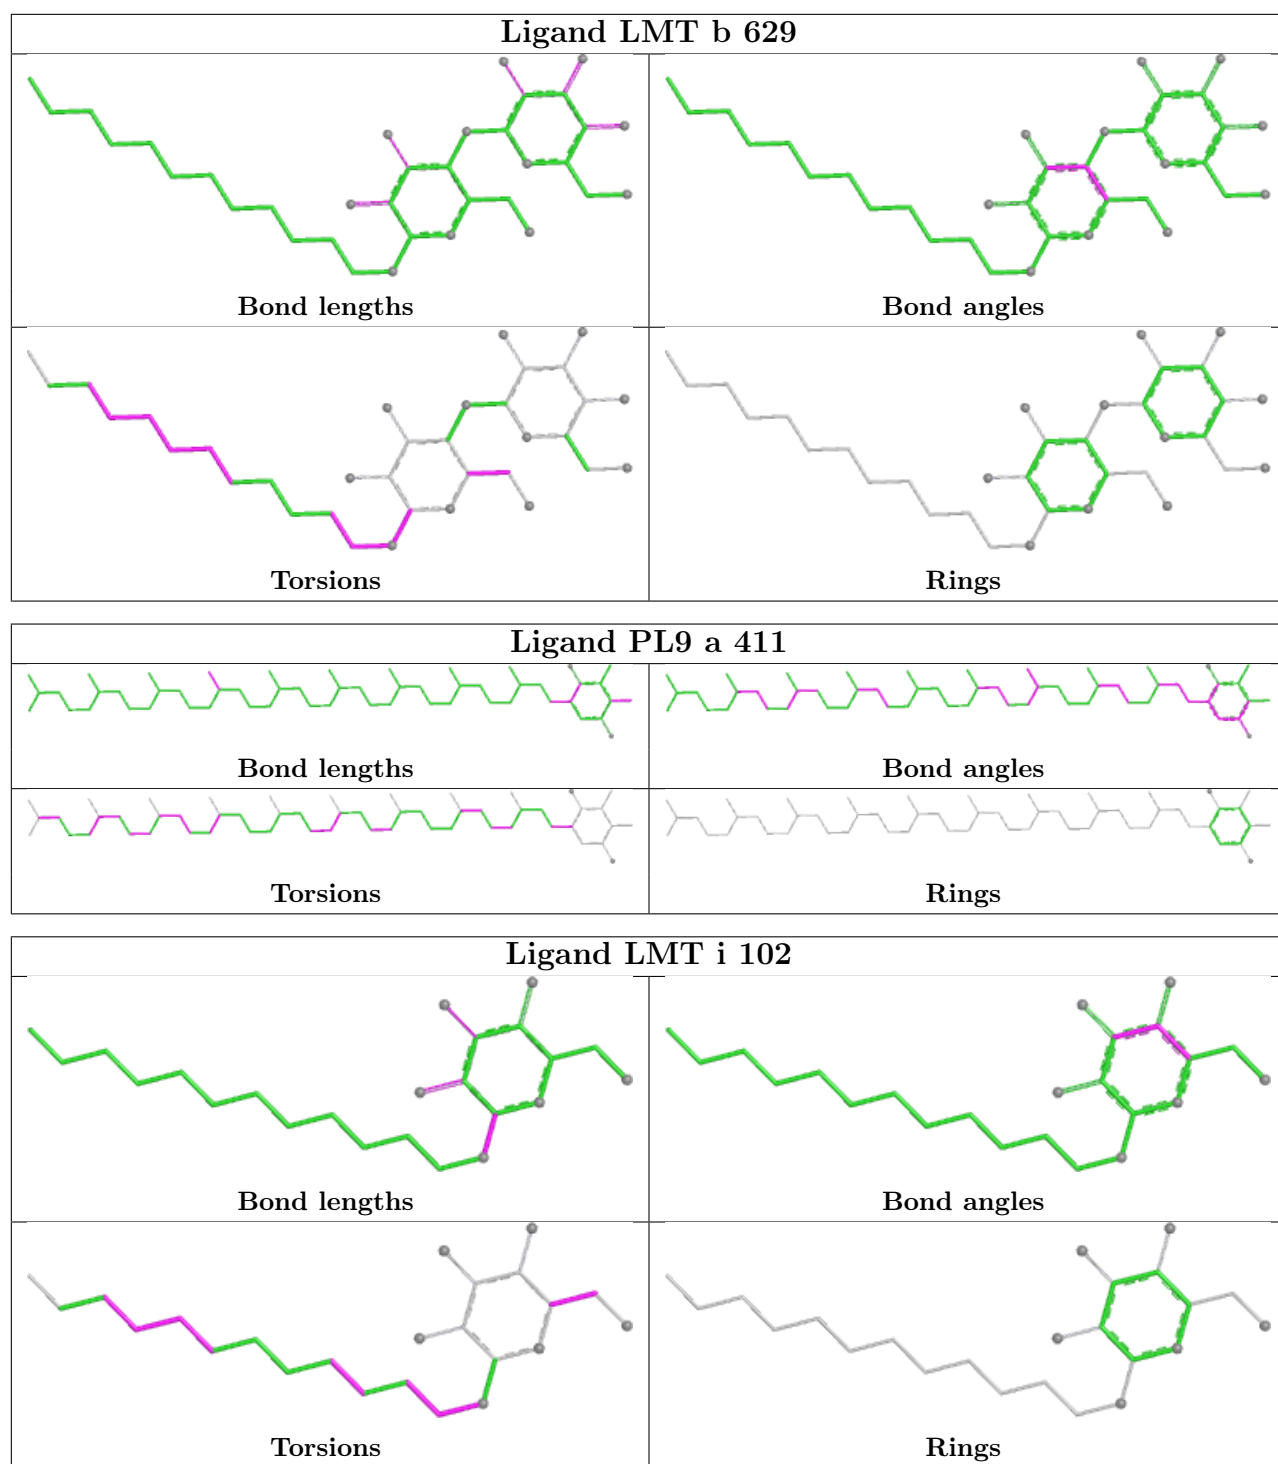 Ligand LMT b 629
Bond lengths
Bond angles
Torsions
Rings
Ligand PL9 a 411
Bond lengths
Bond angles
Torsions
Rings
Ligand LMT i 102
Bond lengths
Bond angles
Torsions
Rings